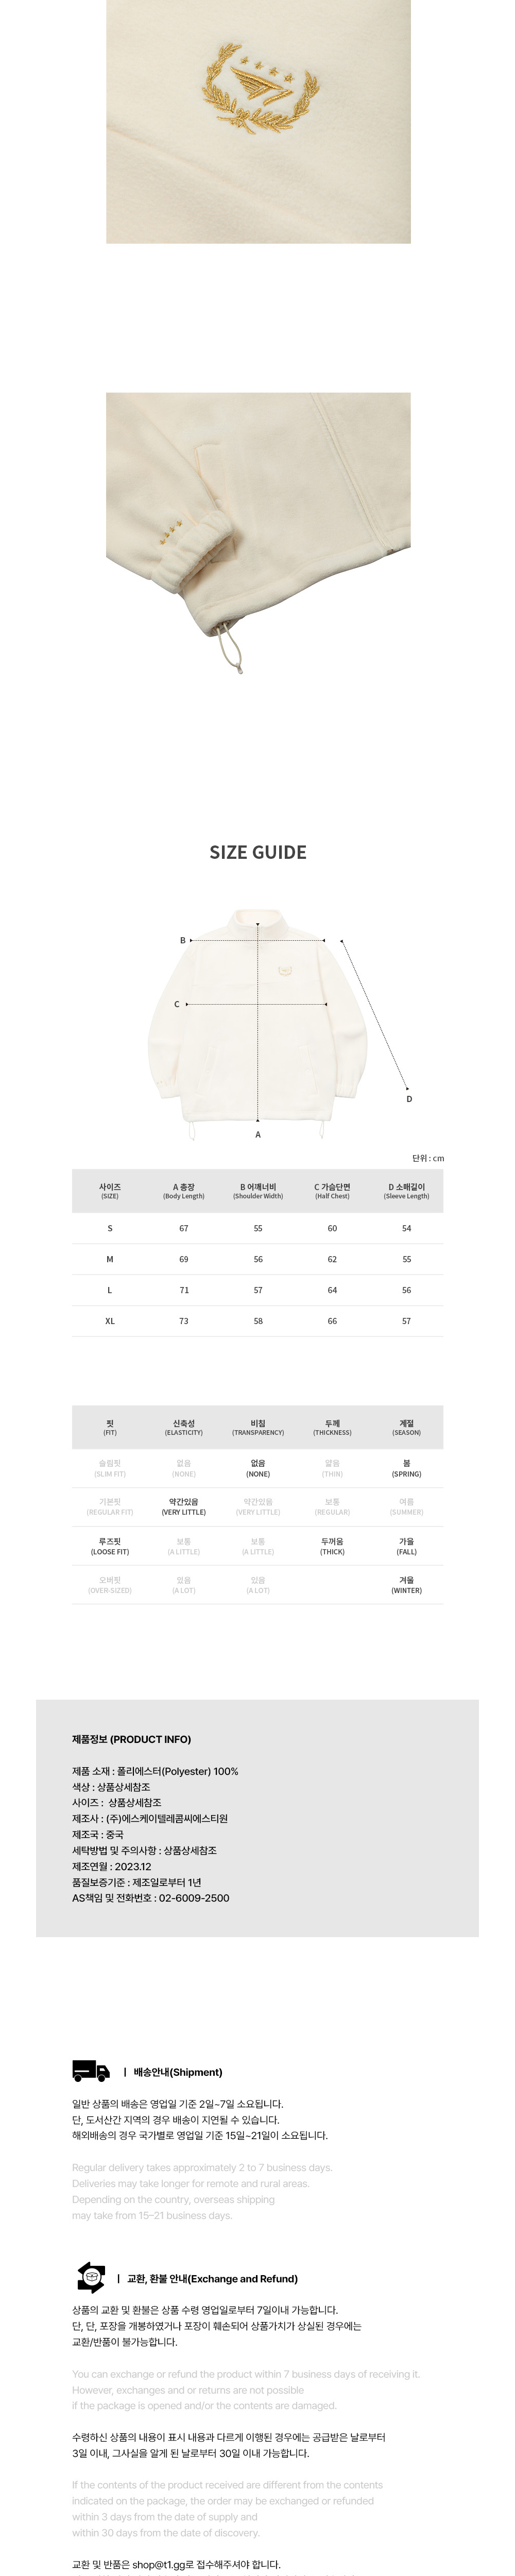 SIZE GUIDE
B
C
D
A
단위 : cm
사이즈 A 총장 B 어깨너비 C 가슴단면 D 소매길이
(SIZE) (Body Length) (Shoulder Width) (Half Chest) (Sleeve Length)
S 67 55 60 54
M 69 56 62 55
L 71 57 64 56
XL 73 58 66 57
핏 신축성 비침 두께 계절
(FIT) (ELASTICITY) (TRANSPARENCY) (THICKNESS) (SEASON)
슬림핏 없음 없음 얇음 봄
(SLIM FIT) (NONE) (NONE) (THIN) (SPRING)
기본핏 약간있음 약간있음 보통 여름
(REGULAR FIT) (VERY LITTLE) (VERY LITTLE) (REGULAR) (SUMMER)
루즈핏 보통 보통 두꺼움 가을
(LOOSE FIT) (A LITTLE) (A LITTLE) (THICK) (FALL)
오버핏 있음 있음 겨울
(OVER-SIZED) (A LOT) (A LOT) (WINTER)
제품정보 (PRODUCT INFO)
제품 소재 : 폴리에스터(Polyester) 100%
색상 : 상품상세참조
사이즈 : 상품상세참조
제조사 : (주)에스케이텔레콤씨에스티원
제조국 : 중국
세탁방법 및 주의사항 : 상품상세참조
제조연월 : 2023.12
품질보증기준 : 제조일로부터 1년
AS책임 및 전화번호 : 02-6009-2500
| 배송안내(Shipment)
일반 상품의 배송은 영업일 기준 2일~7일 소요됩니다.
단, 도서산간 지역의 경우 배송이 지연될 수 있습니다.
해외배송의 경우 국가별로 영업일 기준 15일~21일이 소요됩니다.
Regular delivery takes approximately 2 to 7 business days.
Deliveries may take longer for remote and rural areas.
Depending on the country, overseas shipping
may take from 15–21 business days.
| 교환, 환불 안내(Exchange and Refund)
상품의 교환 및 환불은 상품 수령 영업일로부터 7일이내 가능합니다.
단, 단, 포장을 개봉하였거나 포장이 훼손되어 상품가치가 상실된 경우에는
교환/반품이 불가능합니다.
You can exchange or refund the product within 7 business days of receiving it.
However, exchanges and or returns are not possible
if the package is opened and/or the contents are damaged.
수령하신 상품의 내용이 표시 내용과 다르게 이행된 경우에는 공급받은 날로부터
3일 이내, 그사실을 알게 된 날로부터 30일 이내 가능합니다.
If the contents of the product received are different from the contents
indicated on the package, the order may be exchanged or refunded
within 3 days from the date of supply and
within 30 days from the date of discovery.
교환 및 반품은 shop@t1.gg로 접수해주셔야 합니다.